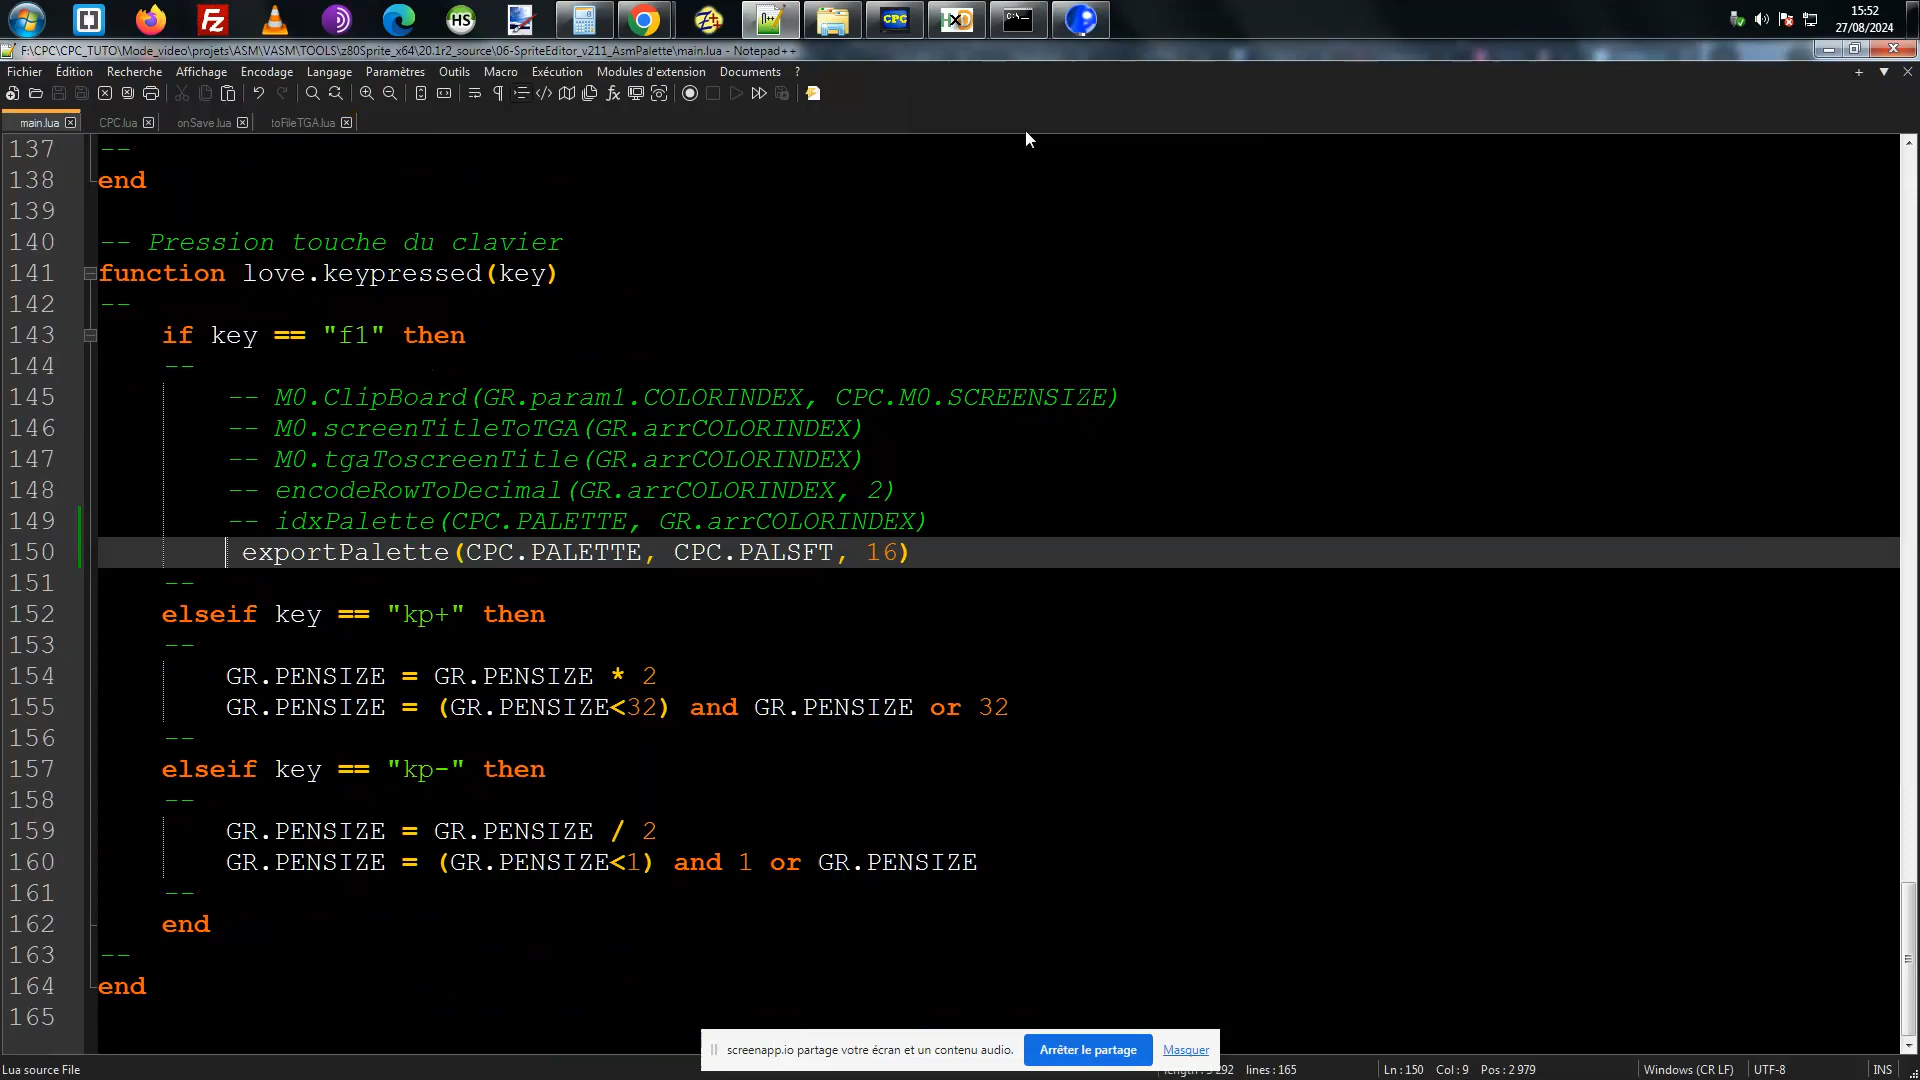 HS
CPC
HXD
C:\
15:52
27/08/2024
F:\CPC\CPC_TUTO\Mode_video\projets\ASM\VASM\TOOLS\z80Sprite_x64\20.1r2_source\06-SpriteEditor_v211_AsmPalette\main.lua - Notepad++
Fichier Édition Recherche Affichage Encodage Langage Paramètres Outils Macro Exécution Modules d'extension Documents ?
main.lua CPC.lua onSave.lua toFileTGA.lua
137 --
138 end
139
140 -- Pression touche du clavier
141 function love.keypressed(key)
142 --
143 if key == "f1" then
144 --
145 -- M0.ClipBoard(GR.param1.COLORINDEX, CPC.M0.SCREENSIZE)
146 -- M0.screenTitleToTGA(GR.arrCOLORINDEX)
147 -- M0.tgaToscreenTitle(GR.arrCOLORINDEX)
148 -- encodeRowToDecimal(GR.arrCOLORINDEX, 2)
149 -- idxPalette(CPC.PALETTE, GR.arrCOLORINDEX)
150 exportPalette(CPC.PALETTE, CPC.PALSFT, 16)
151 --
152 elseif key == "kp+" then
153 --
154 GR.PENSIZE = GR.PENSIZE * 2
155 GR.PENSIZE = (GR.PENSIZE<32) and GR.PENSIZE or 32
156 --
157 elseif key == "kp-" then
158 --
159 GR.PENSIZE = GR.PENSIZE / 2
160 GR.PENSIZE = (GR.PENSIZE<1) and 1 or GR.PENSIZE
161 --
162 end
163 --
164 end
165
screenapp.io partage votre écran et un contenu audio. Arrêter le partage Masquer
Lua source File lines : 165 Ln : 150 Col : 9 Pos : 2 979 Windows (CR LF) UTF-8 INS